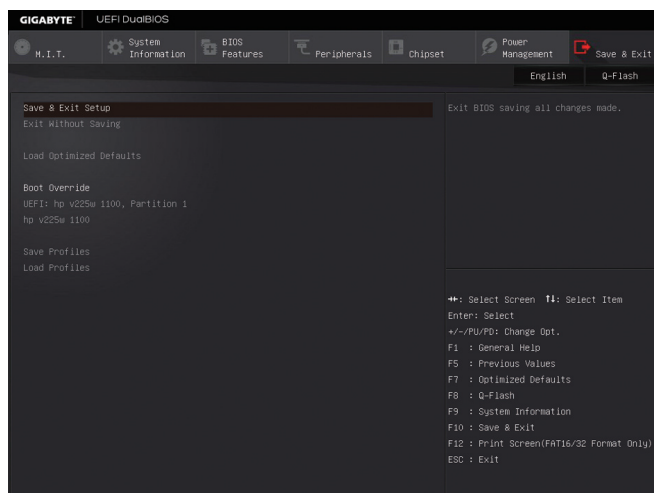 GIGABYTE™ UEFI DualBIOS
M.I.T.
System Information
BIOS Features
Peripherals
Chipset
Power Management
Save & Exit
English
Q-Flash
Save & Exit Setup
Exit Without Saving
Load Optimized Defaults
Boot Override
UEFI: hp v225w 1100, Partition 1
hp v225w 1100
Save Profiles
Load Profiles
Exit BIOS saving all changes made.
→←: Select Screen ↑↓: Select Item
Enter: Select
+/-/PU/PD: Change Opt.
F1 : General Help
F5 : Previous Values
F7 : Optimized Defaults
F8 : Q-Flash
F9 : System Information
F10 : Save & Exit
F12 : Print Screen(FAT16/32 Format Only)
ESC : Exit